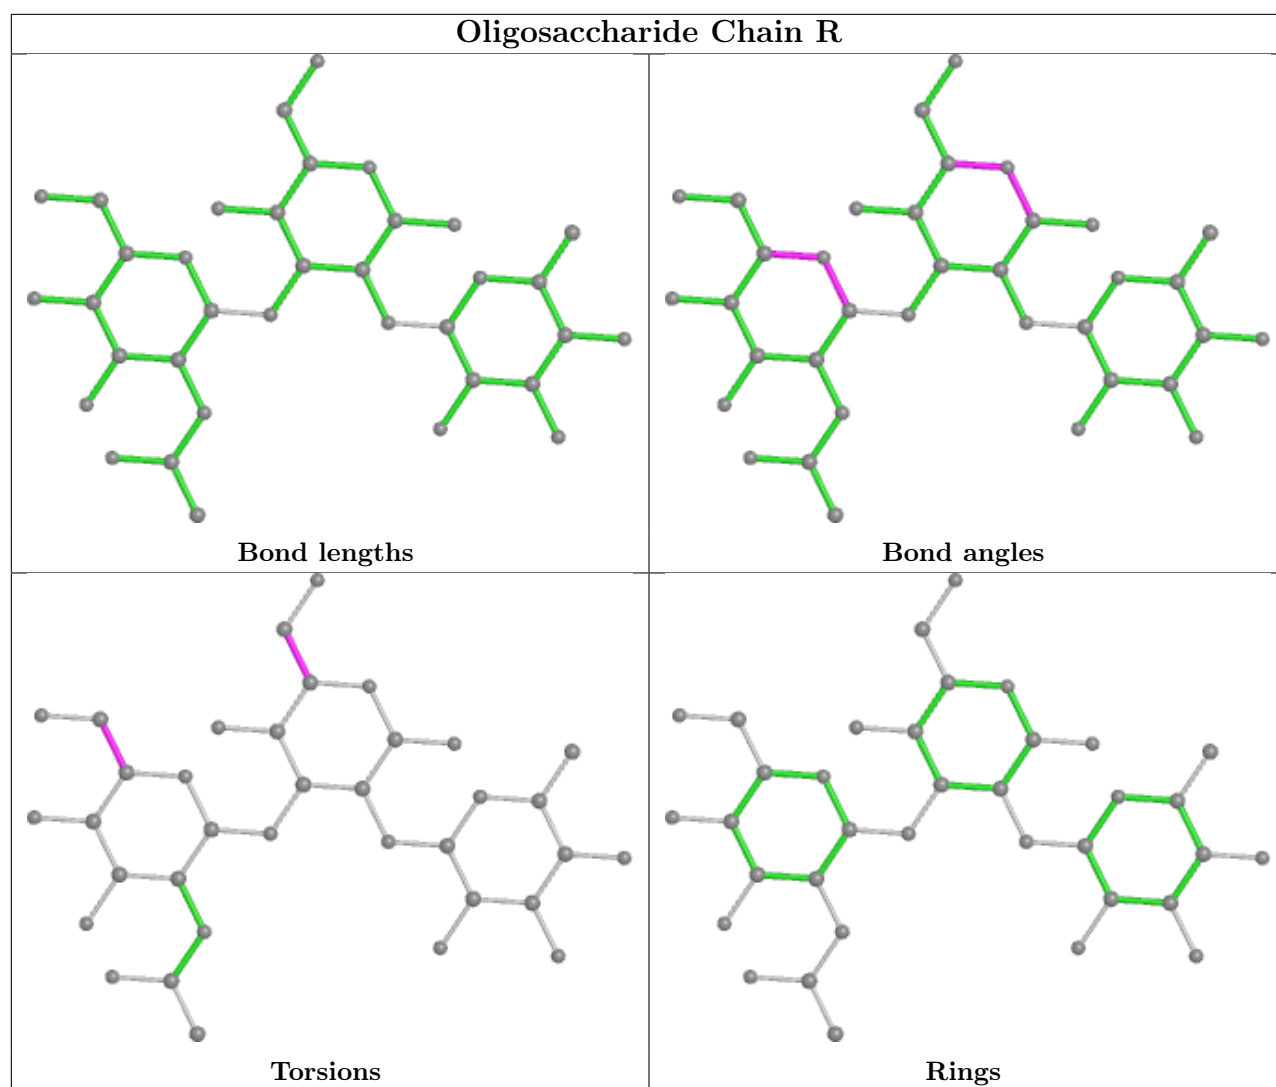 Oligosaccharide Chain R
Bond lengths
Bond angles
Torsions
Rings